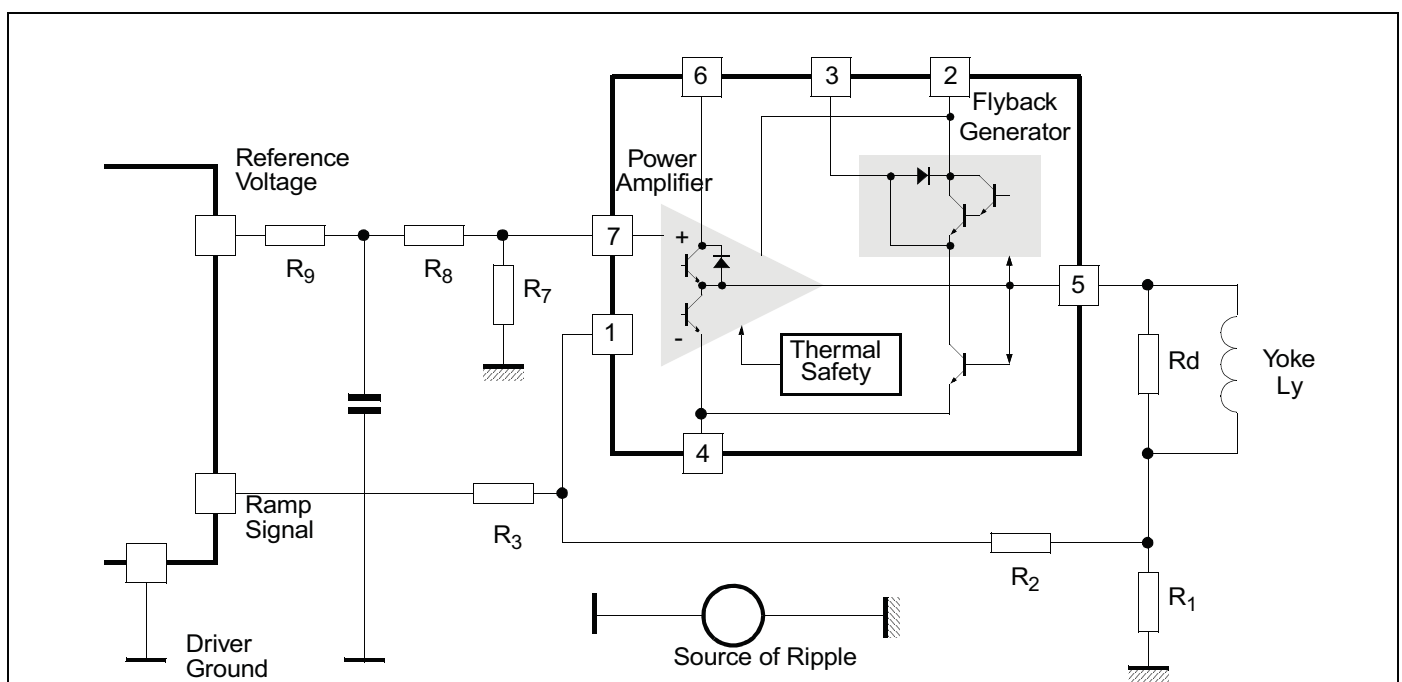 6
3
2
Flyback
Generator
Reference
Voltage
Power
Amplifier
R9
R8
R7
7
+
1
-
5
Thermal
Safety
Rd
Yoke
Ly
4
Ramp
Signal
R3
R2
R1
Driver
Ground
Source of Ripple